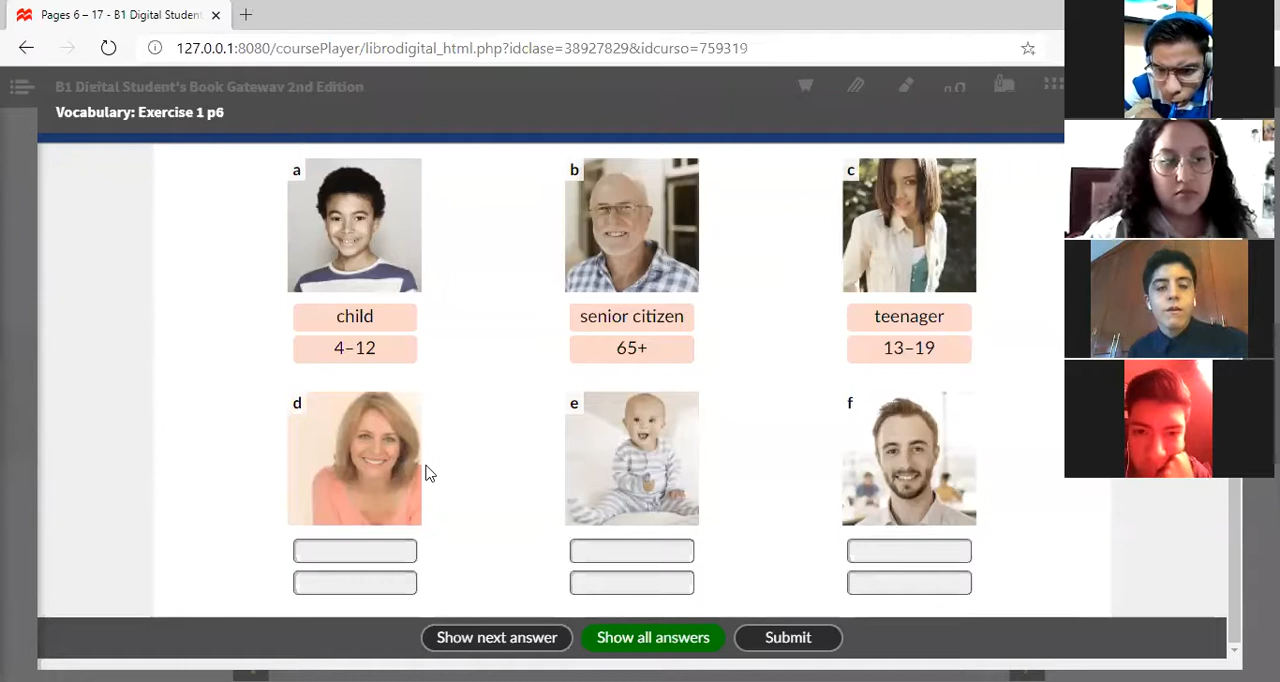 Pages 6 – 17 - B1 Digital Student
127.0.0.1:8080/coursePlayer/librodigital_html.php?idclase=38927829&idcurso=759319
B1 Digital Student's Book Gateway 2nd Edition
Vocabulary: Exercise 1 p6
a b c
child senior citizen teenager
4–12 65+ 13–19
d e f
Show next answer Show all answers Submit